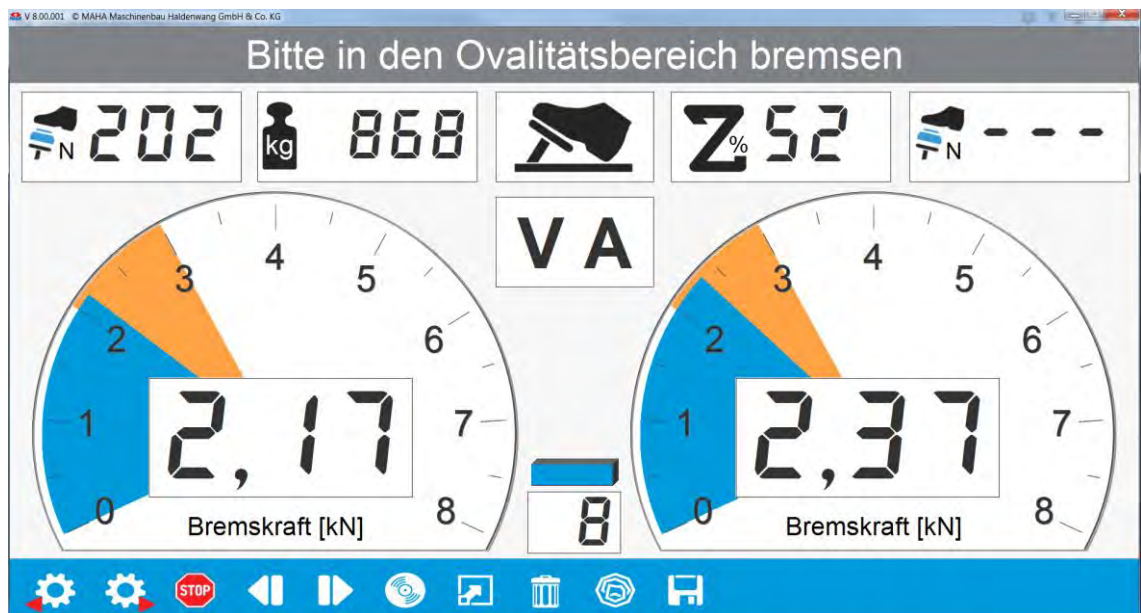 V 8.00.001 © MAHA Maschinenbau Haldenwang GmbH & Co. KG
Bitte in den Ovalitätsbereich bremsen
N 202
kg 868
Z% 52
N - - -
V A
0 1 2 3 4 5 6 7 8
2,17
Bremskraft [kN]
8
0 1 2 3 4 5 6 7 8
2,37
Bremskraft [kN]
STOP